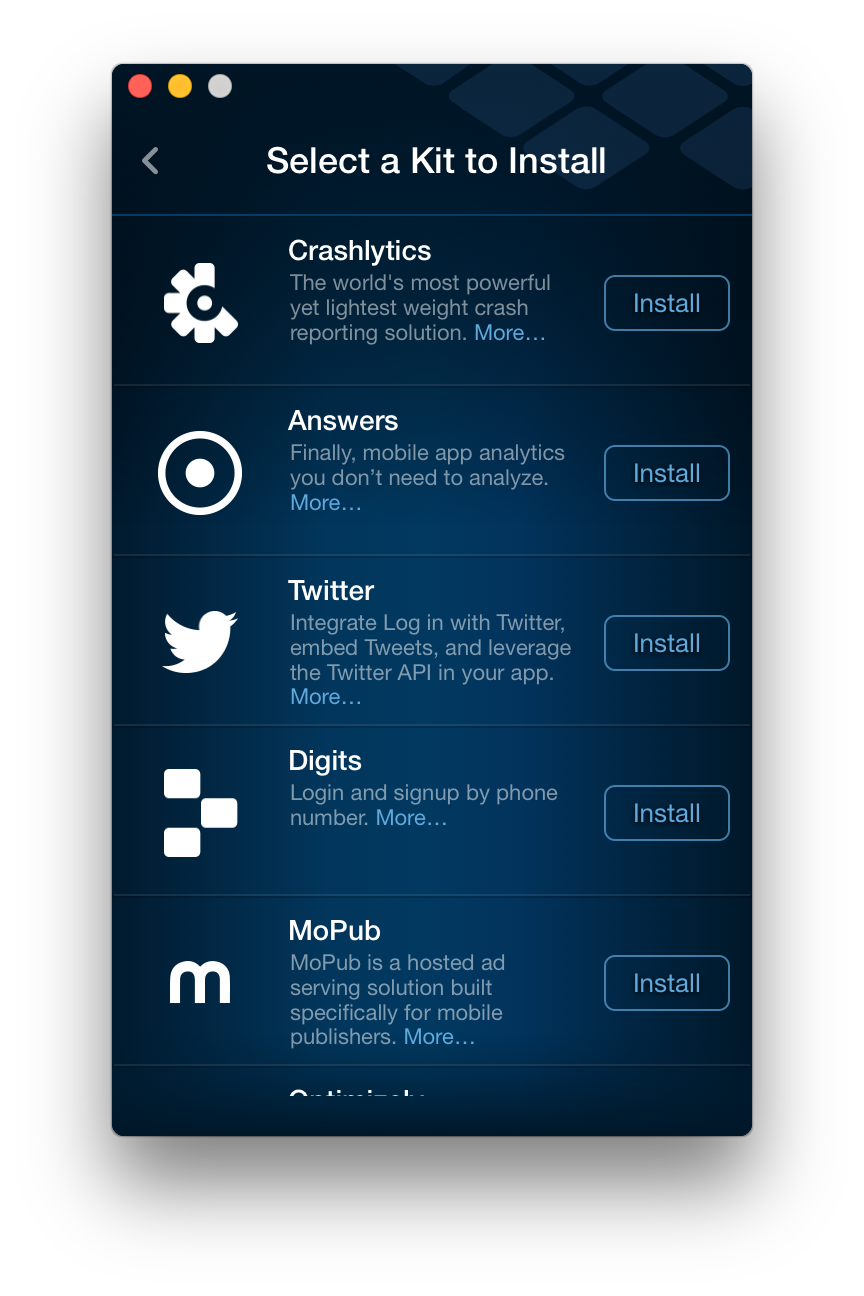 Select a Kit to Install
Crashlytics
The world's most powerful
yet lightest weight crash
reporting solution. More...
Install
Answers
Finally, mobile app analytics
you don’t need to analyze.
More...
Install
Twitter
Integrate Log in with Twitter,
embed Tweets, and leverage
the Twitter API in your app.
More...
Install
Digits
Login and signup by phone
number. More...
Install
MoPub
MoPub is a hosted ad
serving solution built
specifically for mobile
publishers. More...
Install
Optimizely